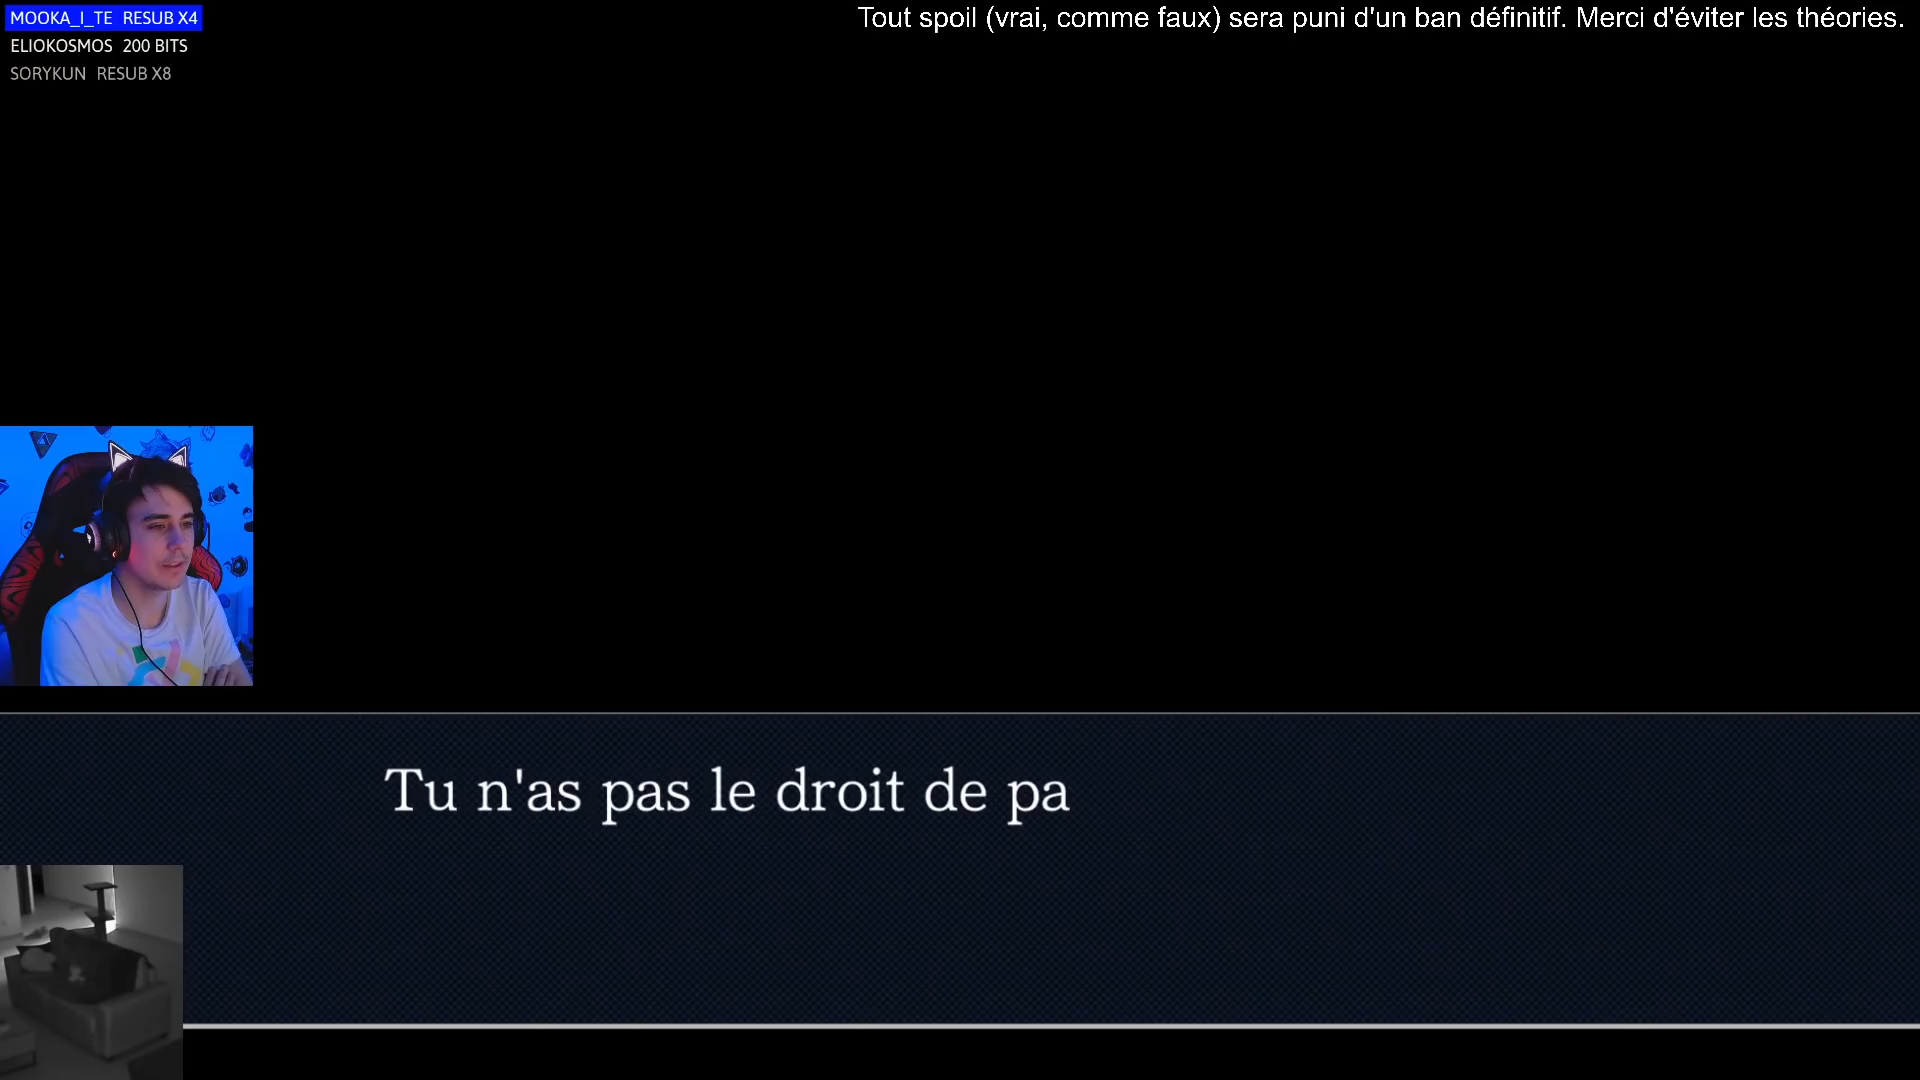 MOOKA_I_TE RESUB X4
Tout spoil (vrai, comme faux) sera puni d'un ban définitif. Merci d'éviter les théories.
ELIOKOSMOS 200 BITS
SORYKUN RESUB X8
Tu n'as pas le droit de pa